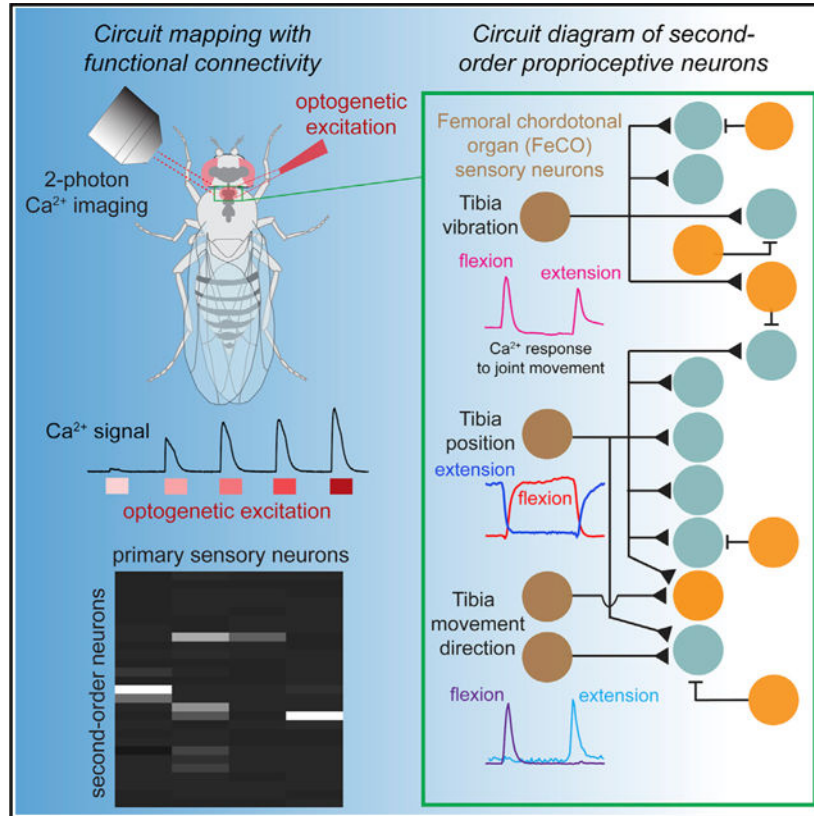 Circuit mapping with
functional connectivity
optogenetic
excitation
2-photon
Ca²⁺ imaging
Ca²⁺ signal
optogenetic excitation
primary sensory neurons
second-order neurons
Circuit diagram of second-
order proprioceptive neurons
Femoral chordotonal
organ (FeCO)
sensory neurons
Tibia
vibration
flexion
extension
Ca²⁺ response
to joint movement
Tibia
position
extension
flexion
Tibia
movement
direction
flexion
extension